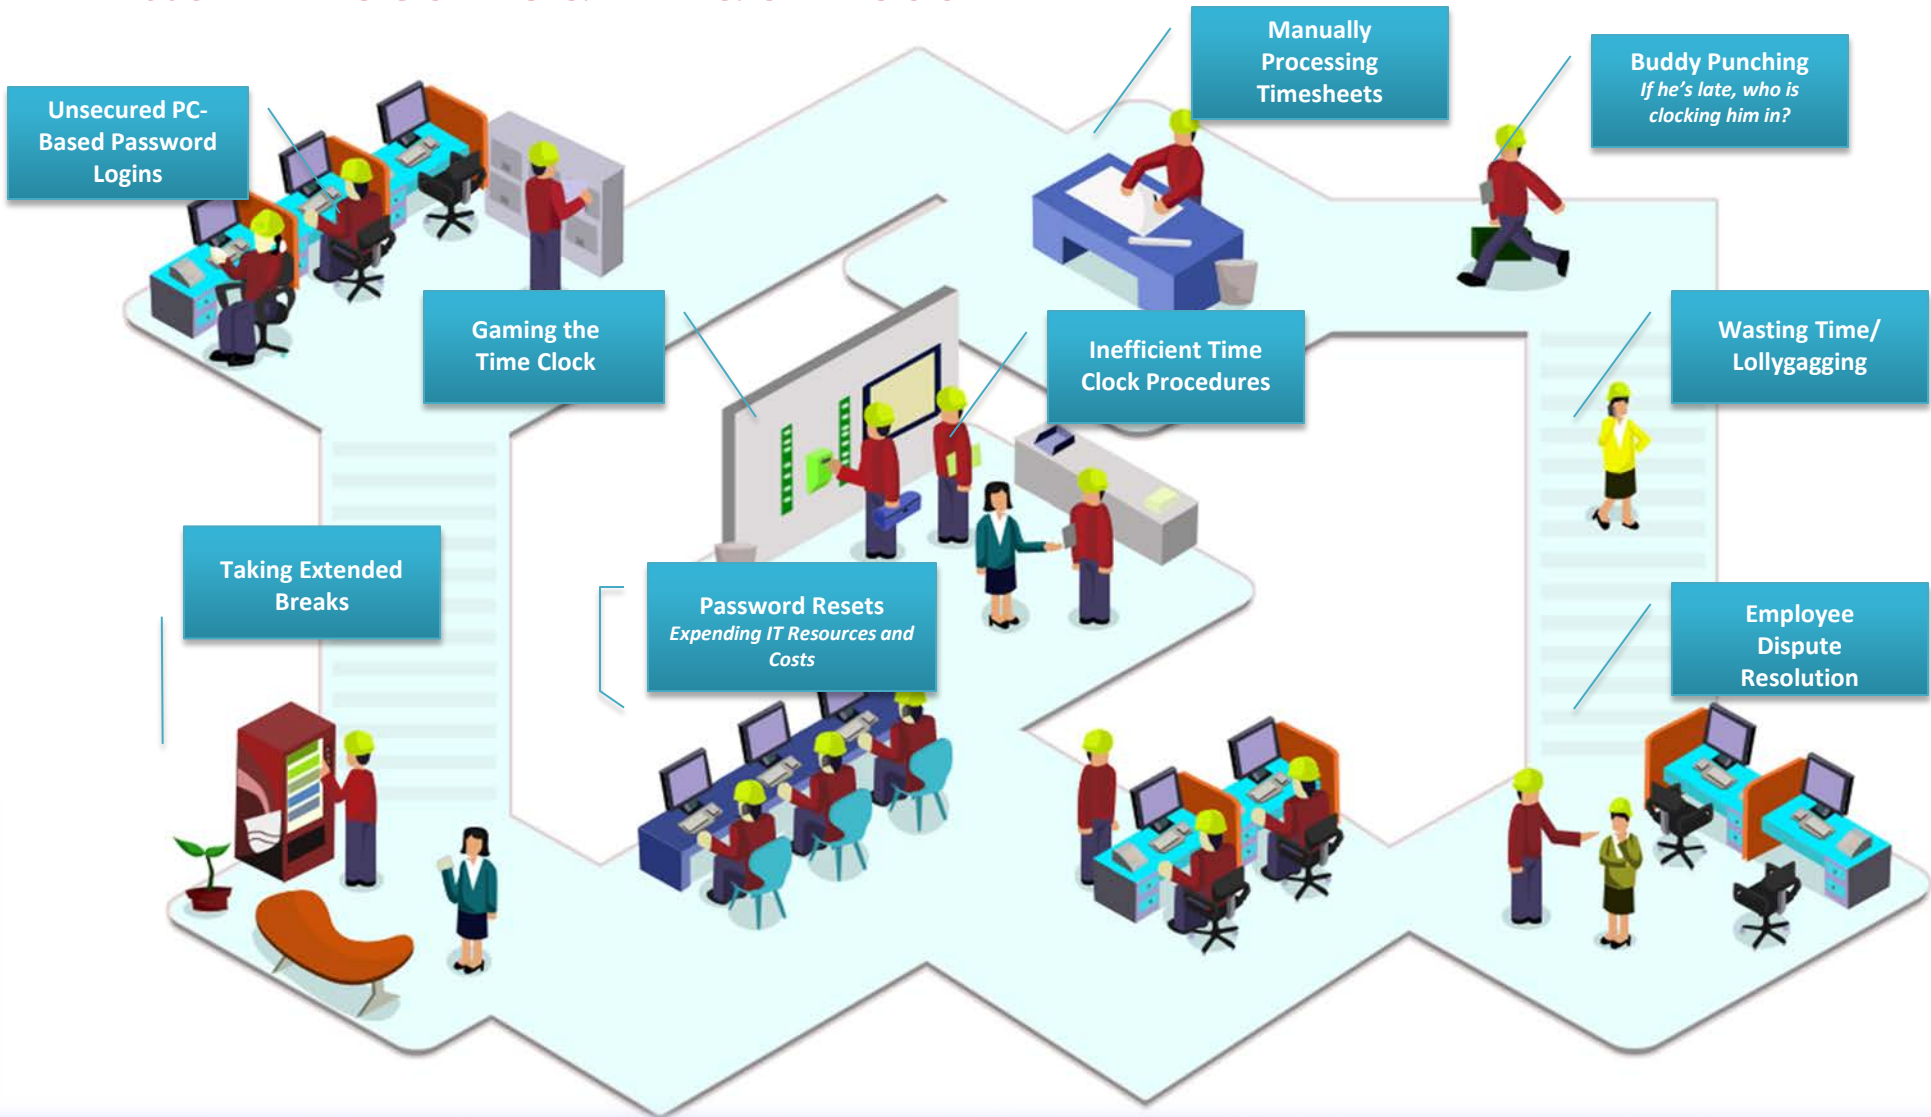 Manually
Processing
Timesheets
Buddy Punching
If he's late, who is
clocking him in?
Unsecured PC-
Based Password
Logins
Gaming the
Time Clock
Inefficient Time
Clock Procedures
Wasting Time/
Lollygagging
Taking Extended
Breaks
Password Resets
Expending IT Resources and
Costs
Employee
Dispute
Resolution